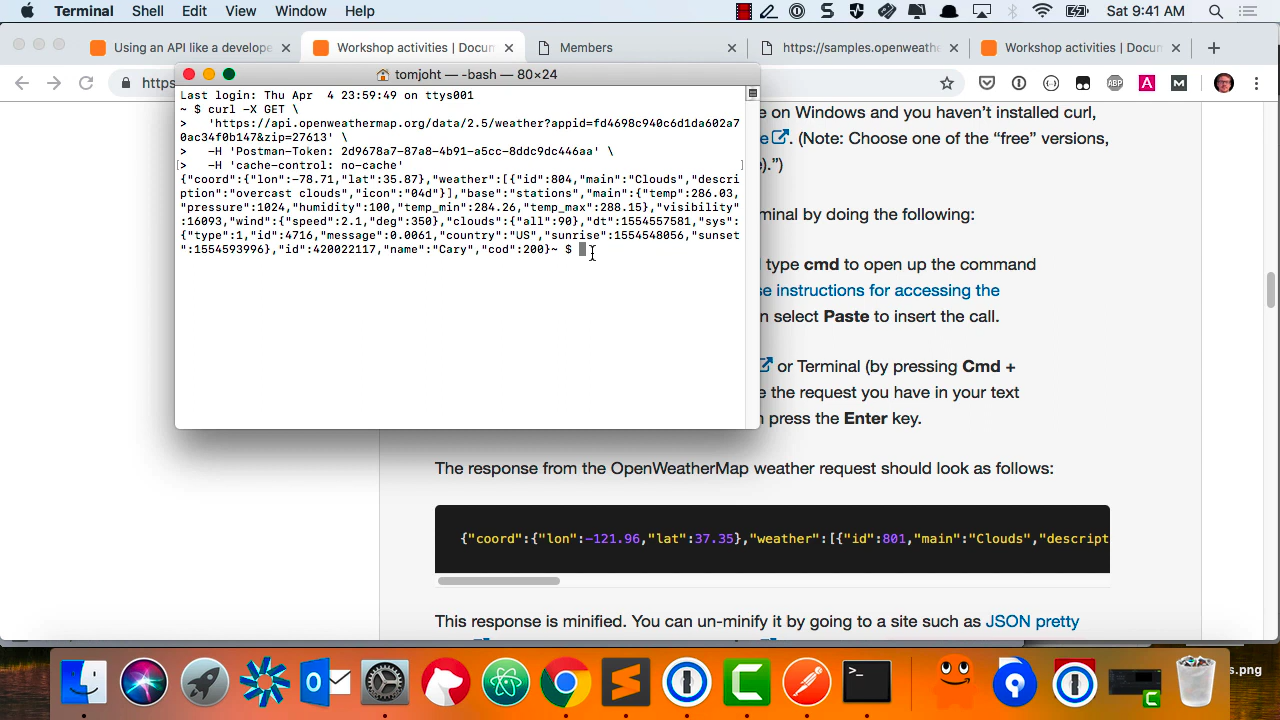 Terminal Shell Edit View Window Help Sat 9:41 AM
Using an API like a develope
Workshop activities | Docum
Members
https://samples.openweathe
Workshop activities | Docum
https
tomjoht — -bash — 80×24
Last login: Thu Apr  4 23:59:49 on ttys001
~ $ curl -X GET \
>   'https://api.openweathermap.org/data/2.5/weather?appid=fd4698c940c6d1da602a7
0ac34f0b147&zip=27613' \
>   -H 'Postman-Token: 2d9678a7-87a8-4b91-a5cc-8ddc9dc446aa' \
>   -H 'cache-control: no-cache'
{"coord":{"lon":-78.71,"lat":35.87},"weather":[{"id":804,"main":"Clouds","descri
ption":"overcast clouds","icon":"04d"}],"base":"stations","main":{"temp":286.03,
"pressure":1024,"humidity":100,"temp_min":284.26,"temp_max":288.15},"visibility"
:16093,"wind":{"speed":2.1,"deg":350},"clouds":{"all":90},"dt":1554557581,"sys":
{"type":1,"id":4716,"message":0.0061,"country":"US","sunrise":1554548056,"sunset
":1554593996},"id":420022117,"name":"Cary","cod":200}~ $
e on Windows and you haven't installed curl,
e. (Note: Choose one of the "free" versions,
e).")
rminal by doing the following:
type cmd to open up the command
se instructions for accessing the
n select Paste to insert the call.
or Terminal (by pressing Cmd +
e the request you have in your text
n press the Enter key.
The response from the OpenWeatherMap weather request should look as follows:
{"coord":{"lon":-121.96,"lat":37.35},"weather":[{"id":801,"main":"Clouds","descript
This response is minified. You can un-minify it by going to a site such as JSON pretty
s.png